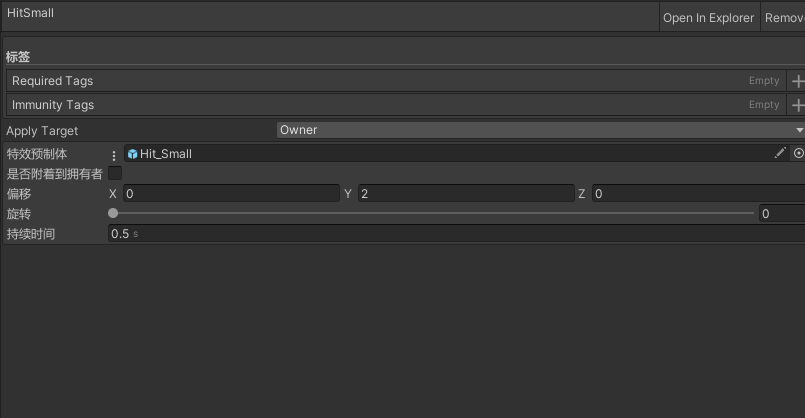 HitSmall Open In Explorer Remov
标签
Required Tags Empty
Immunity Tags Empty
Apply Target Owner
特效预制体 Hit_Small
是否附着到拥有者
偏移 X 0 Y 2 Z 0
旋转 0
持续时间 0.5 s